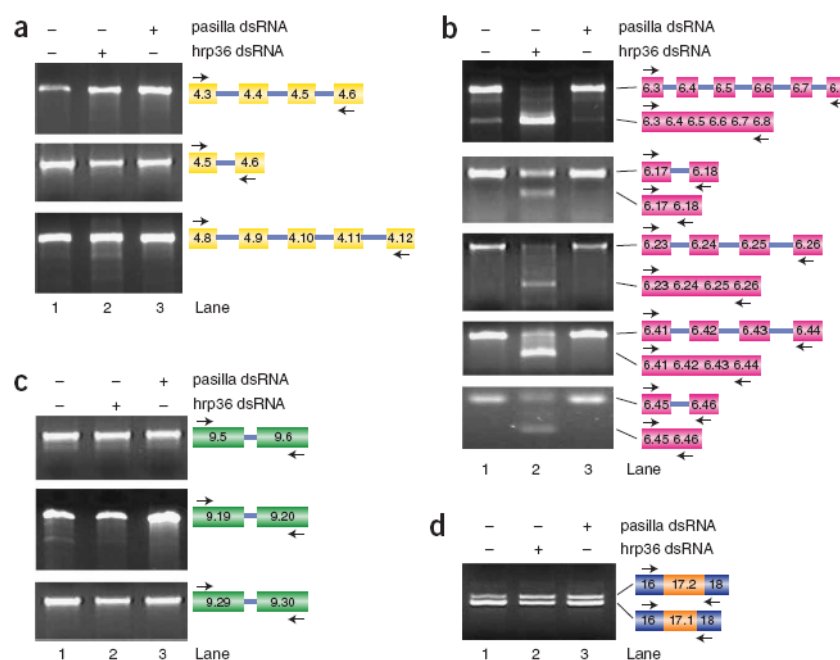 a
– – + pasilla dsRNA
– + – hrp36 dsRNA
4.3 4.4 4.5 4.6
4.5 4.6
4.8 4.9 4.10 4.11 4.12
1 2 3 Lane
b
– – + pasilla dsRNA
– + – hrp36 dsRNA
6.3 6.4 6.5 6.6 6.7
6.3 6.4 6.5 6.6 6.7 6.8
6.17 6.18
6.17 6.18
6.23 6.24 6.25 6.26
6.23 6.24 6.25 6.26
6.41 6.42 6.43 6.44
6.41 6.42 6.43 6.44
6.45 6.46
6.45 6.46
1 2 3 Lane
c
– – + pasilla dsRNA
– + – hrp36 dsRNA
9.5 9.6
9.19 9.20
9.29 9.30
1 2 3 Lane
d
– – + pasilla dsRNA
– + – hrp36 dsRNA
16 17.2 18
16 17.1 18
1 2 3 Lane